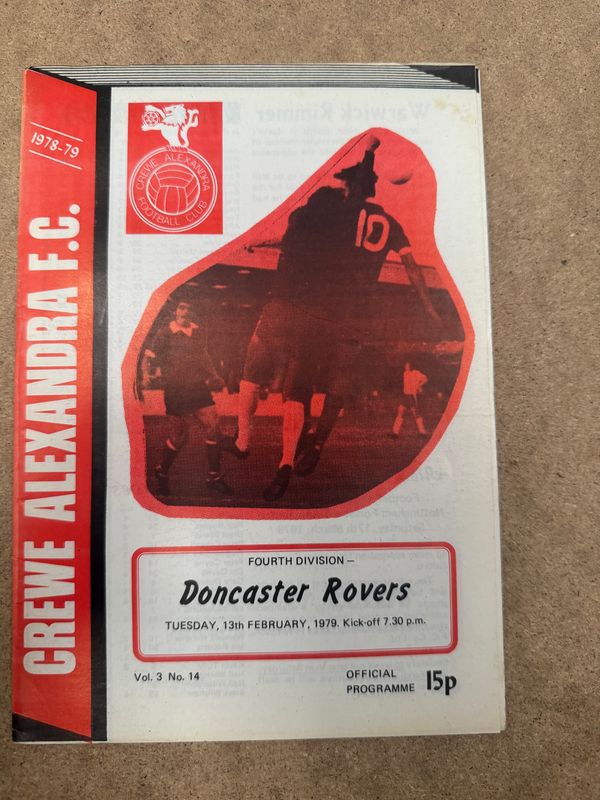 1978-79
CREWE ALEXANDRA F.C.
CREWE ALEXANDRA
FOOTBALL CLUB
10
FOURTH DIVISION –
Doncaster Rovers
TUESDAY, 13th FEBRUARY, 1979. Kick-off 7.30 p.m.
Vol. 3 No. 14
OFFICIAL
PROGRAMME 15p
Warwick Rimmer